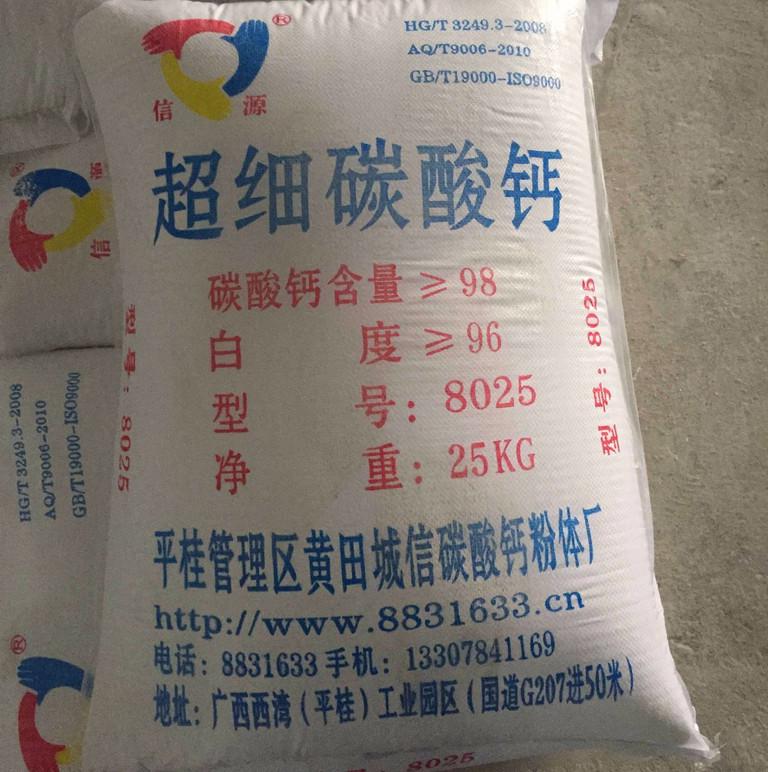 HG/T 3249.3-2008
AQ/T9006-2010
GB/T19000-ISO9000
®
信 源
超细碳酸钙
碳酸钙含量 ≥ 98
白 度 ≥ 96
型 号: 8025
净 重: 25KG
平桂管理区黄田城信碳酸钙粉体厂
http://www.8831633.cn
电话: 8831633 手机: 13307841169
地址: 广西西湾（平桂）工业园区（国道G207进50米）
型号: 8025
型号: 8025
8025
®
信 源
HG/T 3249.3-2008
AQ/T9006-2010
GB/T19000-ISO9000
®